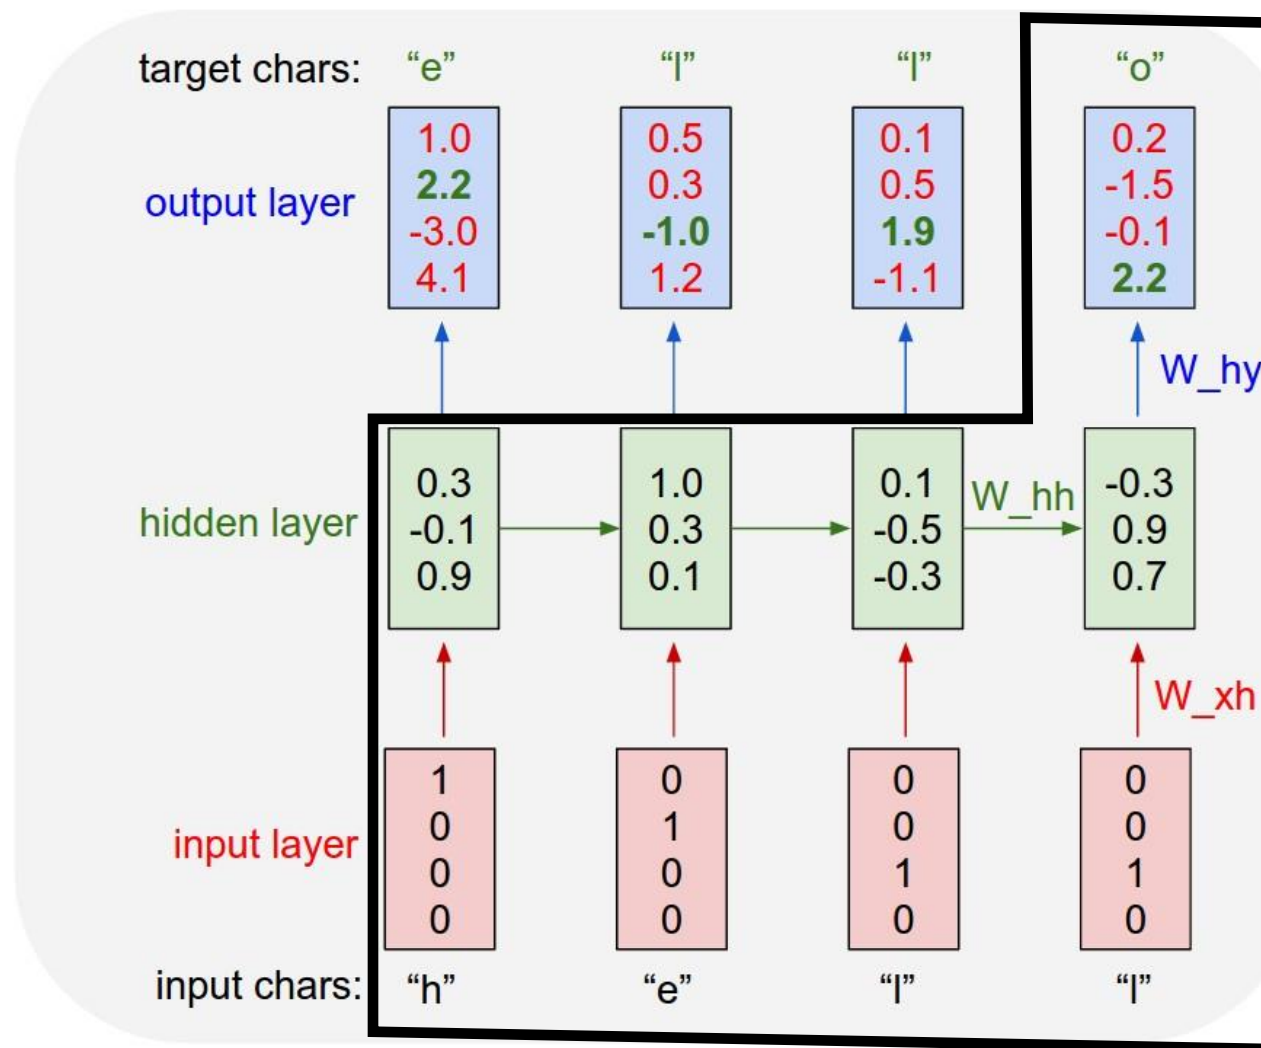 target chars: “e” “l” “l” “o”
1.0 0.5 0.1 0.2
2.2 0.3 0.5 -1.5
output layer
-3.0 -1.0 1.9 -0.1
4.1 1.2 -1.1 2.2
W_hy
0.3 1.0 0.1 W_hh -0.3
hidden layer -0.1 0.3 -0.5 0.9
0.9 0.1 -0.3 0.7
W_xh
1 0 0 0
0 1 0 0
input layer
0 0 1 1
0 0 0 0
input chars: “h” “e” “l” “l”